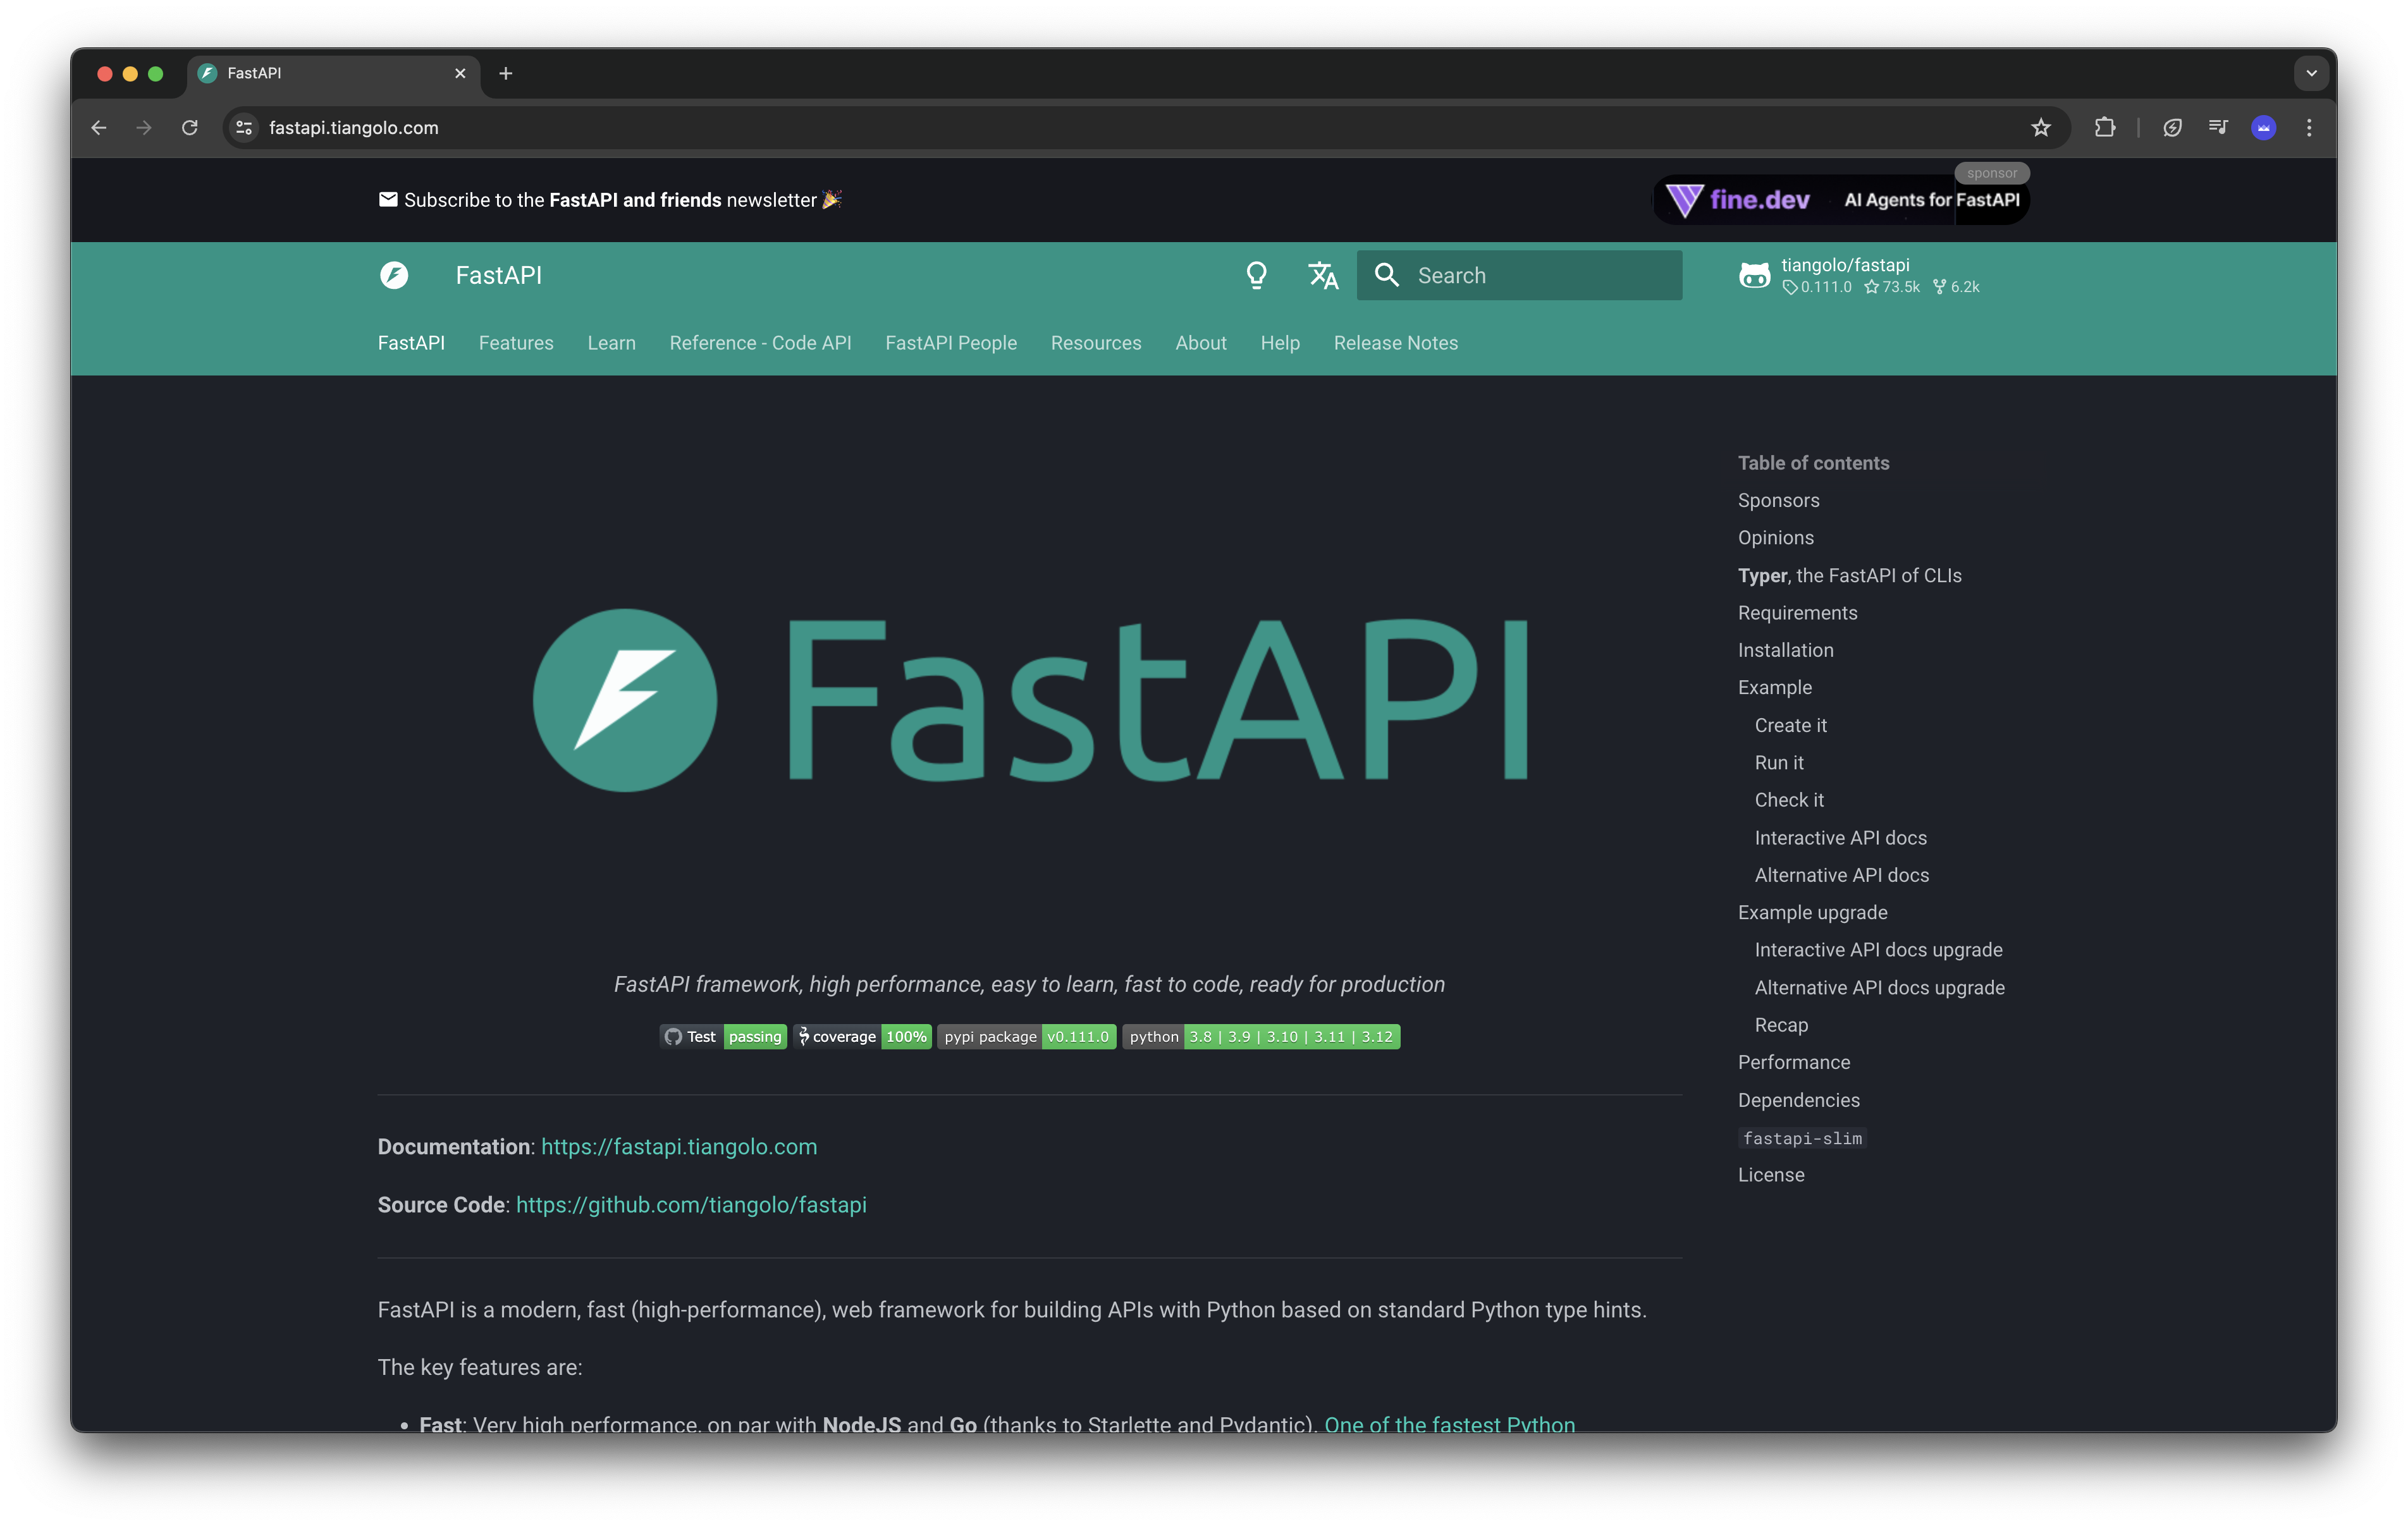 FastAPI
fastapi.tiangolo.com
Subscribe to the FastAPI and friends newsletter 🎉
sponsor
fine.dev AI Agents for FastAPI
FastAPI
Search
tiangolo/fastapi
0.111.0 73.5k 6.2k
FastAPI Features Learn Reference - Code API FastAPI People Resources About Help Release Notes
FastAPI
FastAPI framework, high performance, easy to learn, fast to code, ready for production
Test passing coverage 100% pypi package v0.111.0 python 3.8 | 3.9 | 3.10 | 3.11 | 3.12
Documentation: https://fastapi.tiangolo.com
Source Code: https://github.com/tiangolo/fastapi
FastAPI is a modern, fast (high-performance), web framework for building APIs with Python based on standard Python type hints.
The key features are:
• Fast: Very high performance, on par with NodeJS and Go (thanks to Starlette and Pydantic). One of the fastest Python
Table of contents
Sponsors
Opinions
Typer, the FastAPI of CLIs
Requirements
Installation
Example
Create it
Run it
Check it
Interactive API docs
Alternative API docs
Example upgrade
Interactive API docs upgrade
Alternative API docs upgrade
Recap
Performance
Dependencies
fastapi-slim
License